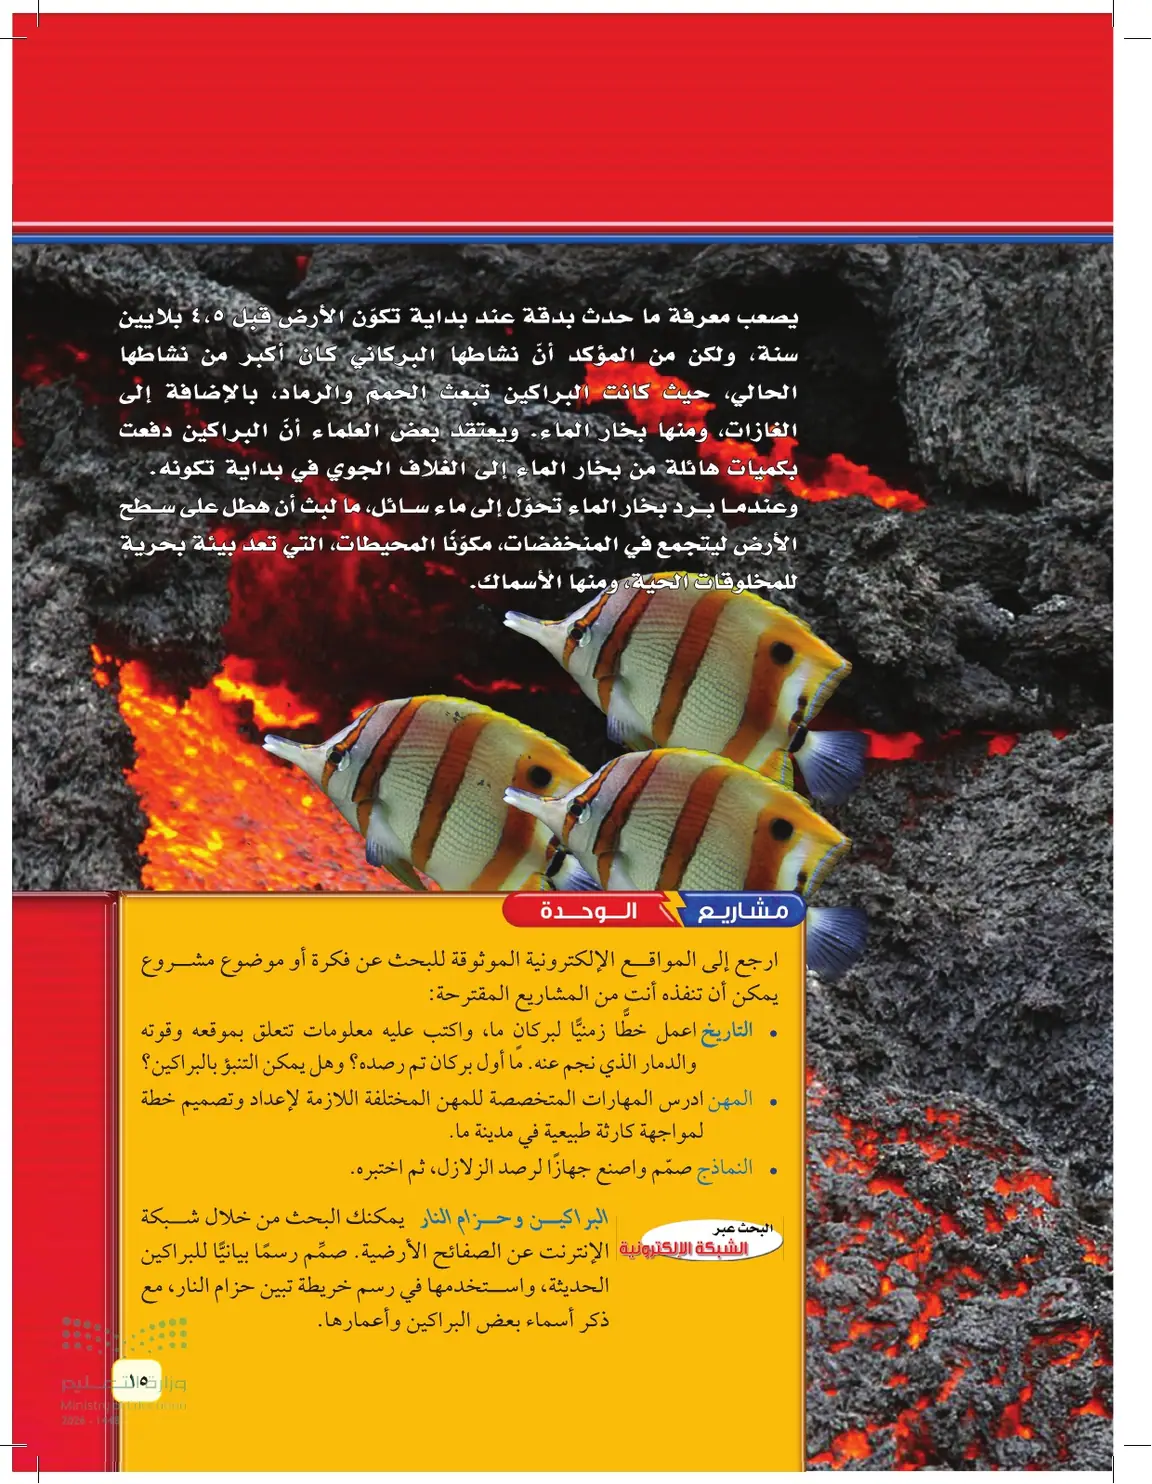 يصعب معرفة ما حدث بدقة عند بداية تكوّن الأرض قبل ٤،٥ بلايين
سنة، ولكن من المؤكد أنّ نشاطها البركاني كان أكبر من نشاطها
الحالي، حيث كانت البراكين تبعث الحمم والرماد، بالإضافة إلى
الغازات، ومنها بخار الماء. ويعتقد بعض العلماء أنّ البراكين دفعت
بكميات هائلة من بخار الماء إلى الغلاف الجوي في بداية تكونه.
وعندما برد بخار الماء تحوّل إلى ماء سائل، ما لبث أن هطل على سطح
الأرض ليتجمع في المنخفضات، مكوّنًا المحيطات، التي تعد بيئة بحرية
للمخلوقات الحية، ومنها الأسماك.
مشاريع الوحدة
ارجع إلى المواقع الإلكترونية الموثوقة للبحث عن فكرة أو موضوع مشروع
يمكن أن تنفذه أنت من المشاريع المقترحة:
• التاريخ اعمل خطًّا زمنيًّا لبركانٍ ما، واكتب عليه معلومات تتعلق بموقعه وقوته
والدمار الذي نجم عنه. ما أول بركان تم رصده؟ وهل يمكن التنبؤ بالبراكين؟
• المهن ادرس المهارات المتخصصة للمهن المختلفة اللازمة لإعداد وتصميم خطة
لمواجهة كارثة طبيعية في مدينة ما.
• النماذج صمّم واصنع جهازًا لرصد الزلازل، ثم اختبره.
البحث عبر
الشبكة الإلكترونية
البراكين وحزام النار يمكنك البحث من خلال شبكة
الإنترنت عن الصفائح الأرضية. صمِّم رسمًا بيانيًّا للبراكين
الحديثة، واستخدمها في رسم خريطة تبين حزام النار، مع
ذكر أسماء بعض البراكين وأعمارها.
١٥
وزارة التعليم
Ministry of Education